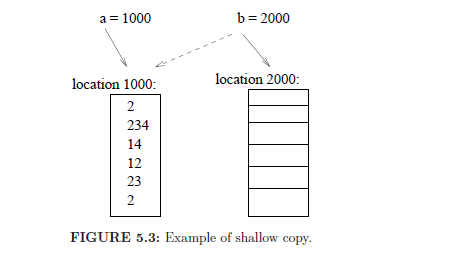 a = 1000
b = 2000
location 1000:
location 2000:
2
234
14
12
23
2
FIGURE 5.3: Example of shallow copy.